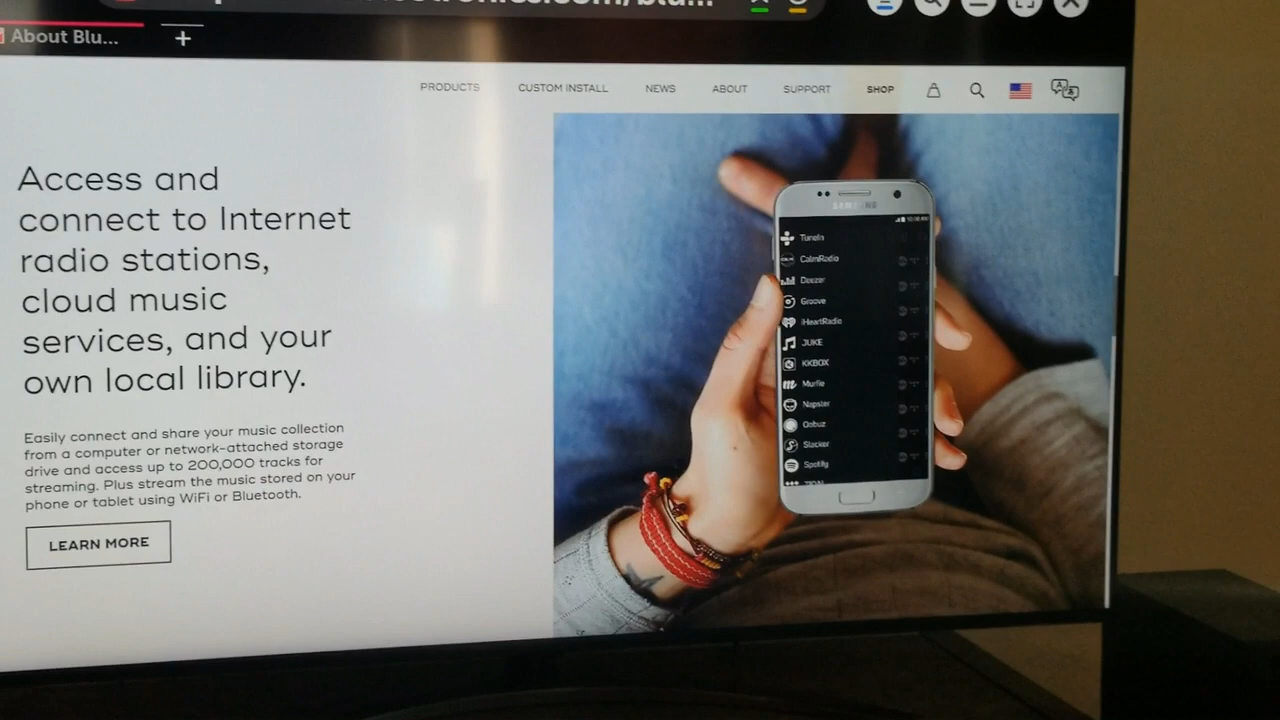 About Blu...
+
PRODUCTS CUSTOM INSTALL NEWS ABOUT SUPPORT SHOP
Access and
connect to Internet
radio stations,
cloud music
services, and your
own local library.
Easily connect and share your music collection
from a computer or network-attached storage
drive and access up to 200,000 tracks for
streaming. Plus stream the music stored on your
phone or tablet using WiFi or Bluetooth.
LEARN MORE
SAMSUNG
TuneIn
CalmRadio
Deezer
Groove
iHeartRadio
JUKE
KKBOX
Murfie
Napster
Qobuz
Slacker
Spotify